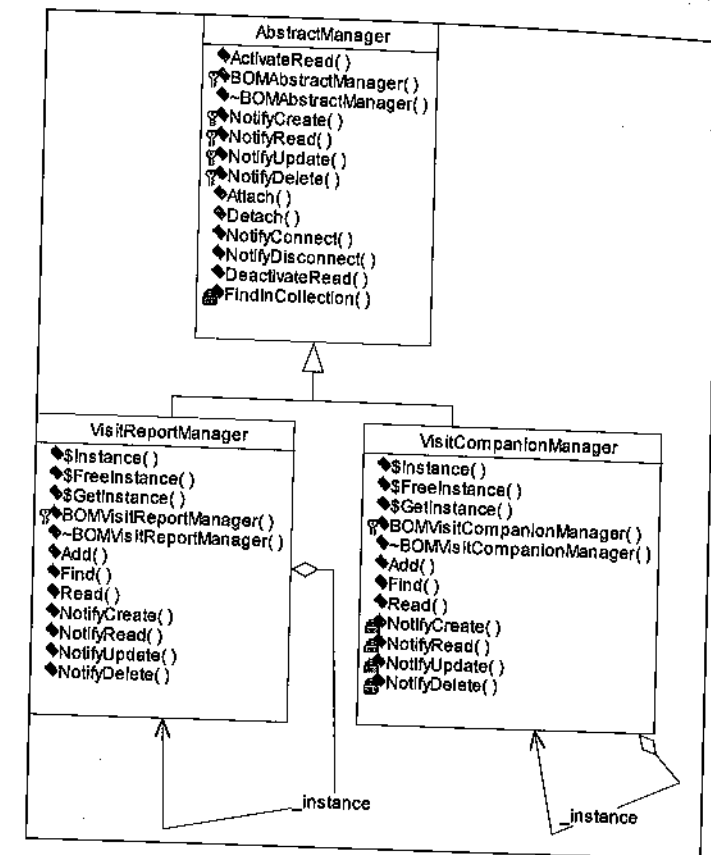 AbstractManager
ActivateRead( )
BOMAbstractManager( )
~BOMAbstractManager( )
NotifyCreate( )
NotifyRead( )
NotifyUpdate( )
NotifyDelete( )
Attach( )
Detach( )
NotifyConnect( )
NotifyDisconnect( )
DeactivateRead( )
FindInCollection( )
VisitReportManager
$Instance( )
$FreeInstance( )
$GetInstance( )
BOMVisitReportManager( )
~BOMVisitReportManager( )
Add( )
Find( )
Read( )
NotifyCreate( )
NotifyRead( )
NotifyUpdate( )
NotifyDelete( )
_instance
VisitCompanionManager
$Instance( )
$FreeInstance( )
$GetInstance( )
BOMVisitCompanionManager( )
~BOMVisitCompanionManager( )
Add( )
Find( )
Read( )
NotifyCreate( )
NotifyRead( )
NotifyUpdate( )
NotifyDelete( )
_instance